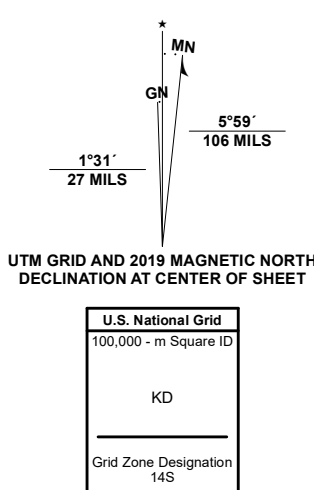 ★
MN
GN
5°59´
106 MILS
1°31´
27 MILS
UTM GRID AND 2019 MAGNETIC NORTH
DECLINATION AT CENTER OF SHEET
U.S. National Grid
100,000 - m Square ID
KD
Grid Zone Designation
14S